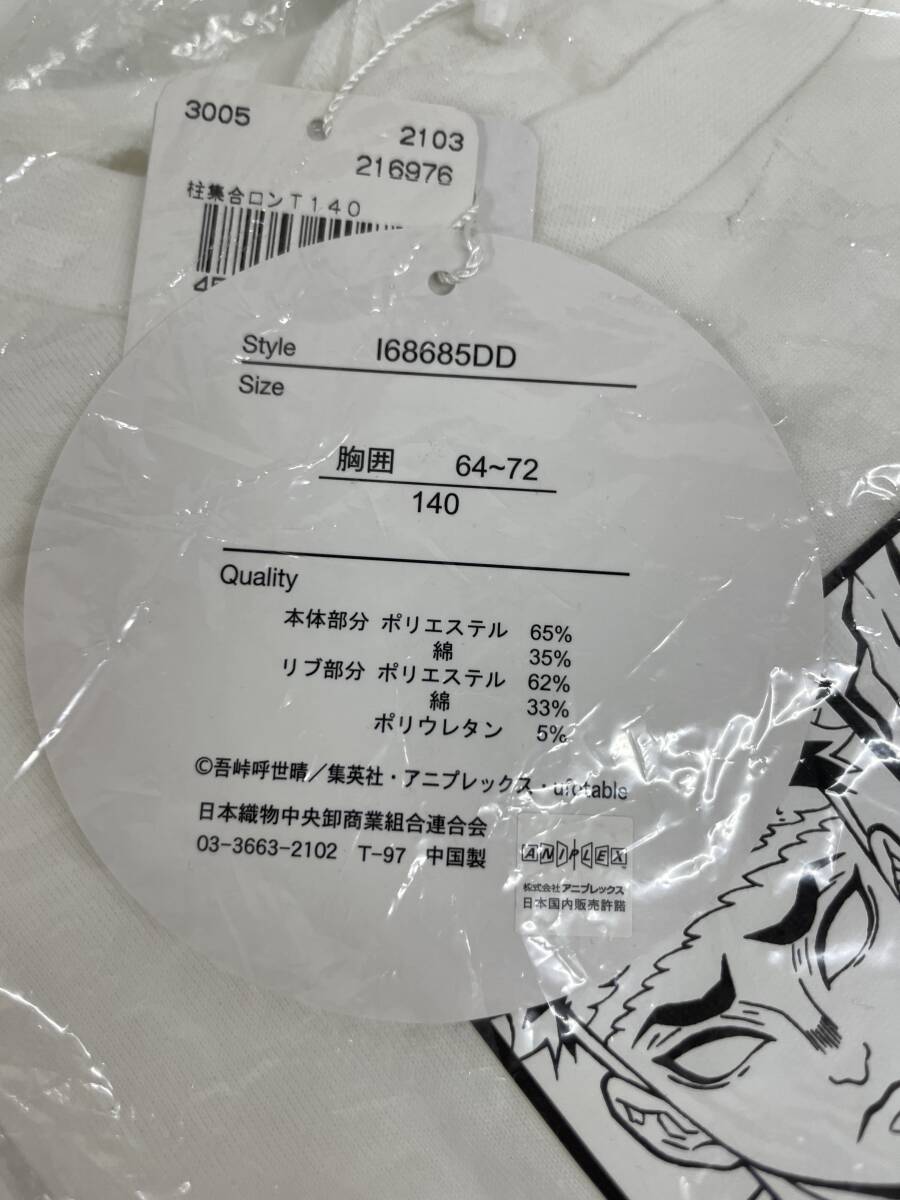 3005
2103
216976
柱集合ロンT140
Style I68685DD
Size
胸囲 64~72
140
Quality
本体部分 ポリエステル 65%
綿 35%
リブ部分 ポリエステル 62%
綿 33%
ポリウレタン 5%
©吾峠呼世晴／集英社・アニプレックス・ufotable
日本織物中央卸商業組合連合会
03-3663-2102 T-97 中国製
ANIPLEX
株式会社アニプレックス
日本国内販売許諾